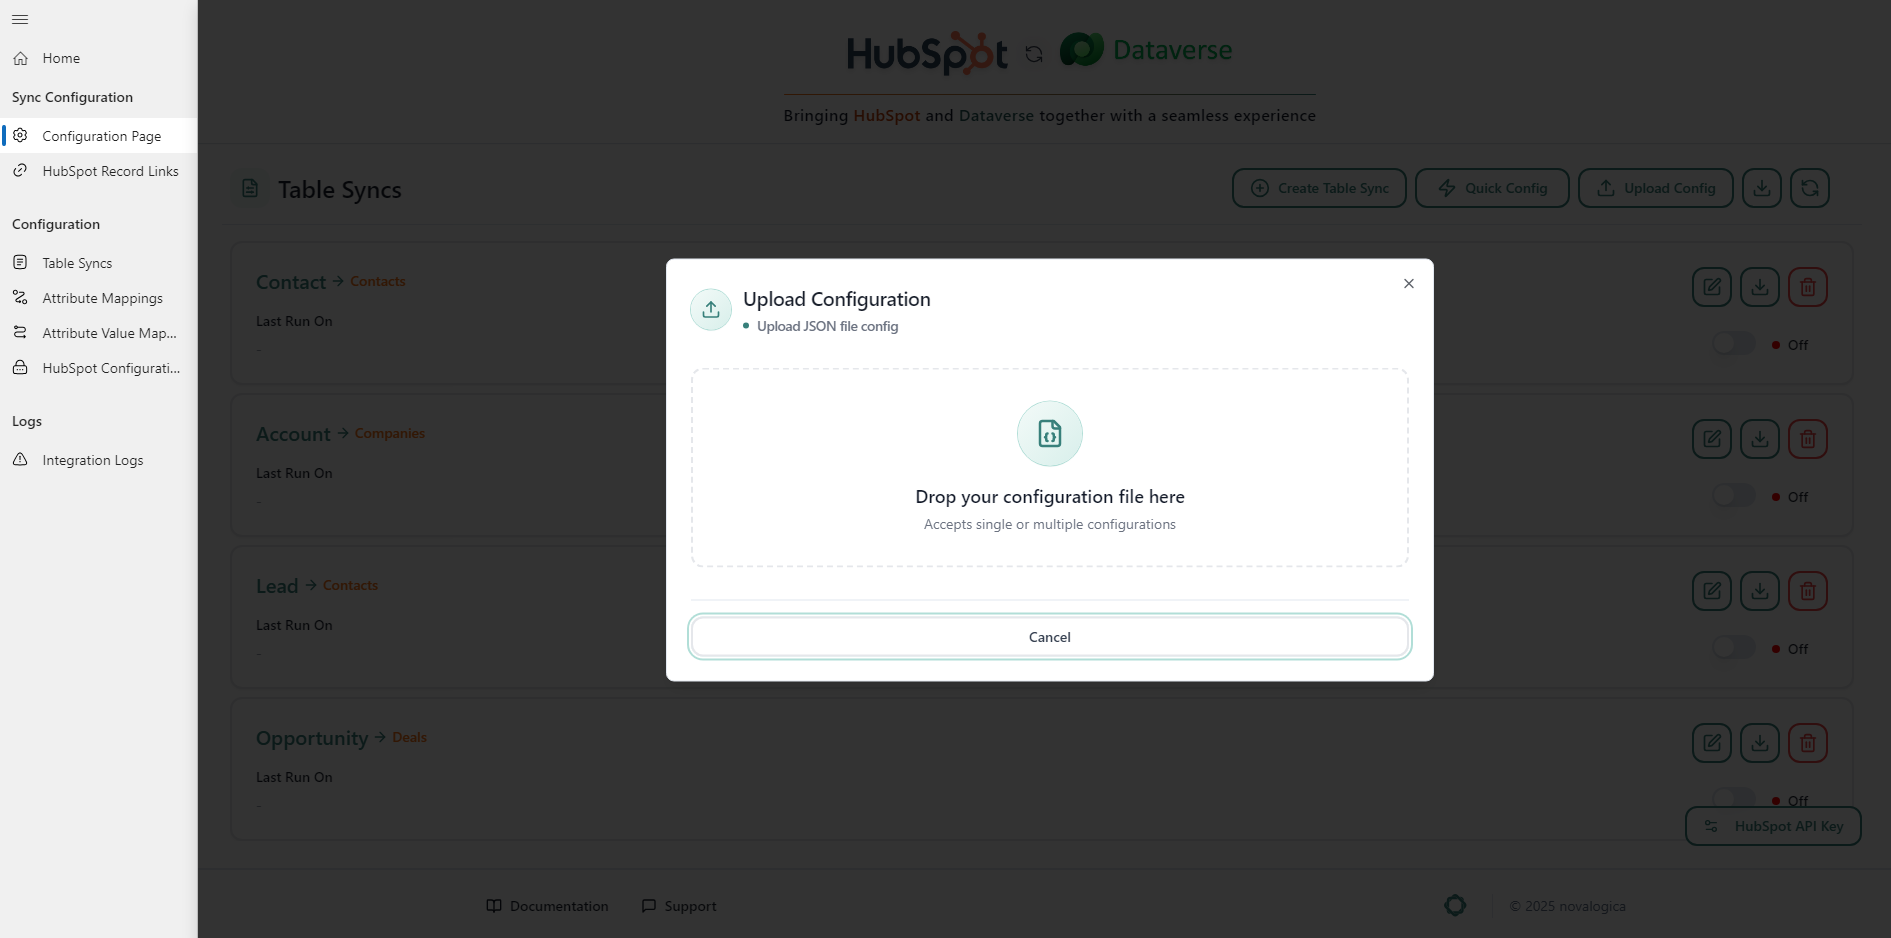 Home
Sync Configuration
Configuration Page
HubSpot Record Links
Configuration
Table Syncs
Attribute Mappings
Attribute Value Map...
HubSpot Configurati...
Logs
Integration Logs
HubSpot Dataverse
Bringing HubSpot and Dataverse together with a seamless experience
Table Syncs
Create Table Sync
Quick Config
Upload Config
Contact → Contacts
Last Run On
--
Off
Account → Companies
Last Run On
--
Off
Lead → Contacts
Last Run On
--
Off
Opportunity → Deals
Last Run On
--
Off
HubSpot API Key
Upload Configuration
Upload JSON file config
Drop your configuration file here
Accepts single or multiple configurations
Cancel
Documentation
Support
© 2025 novalogica